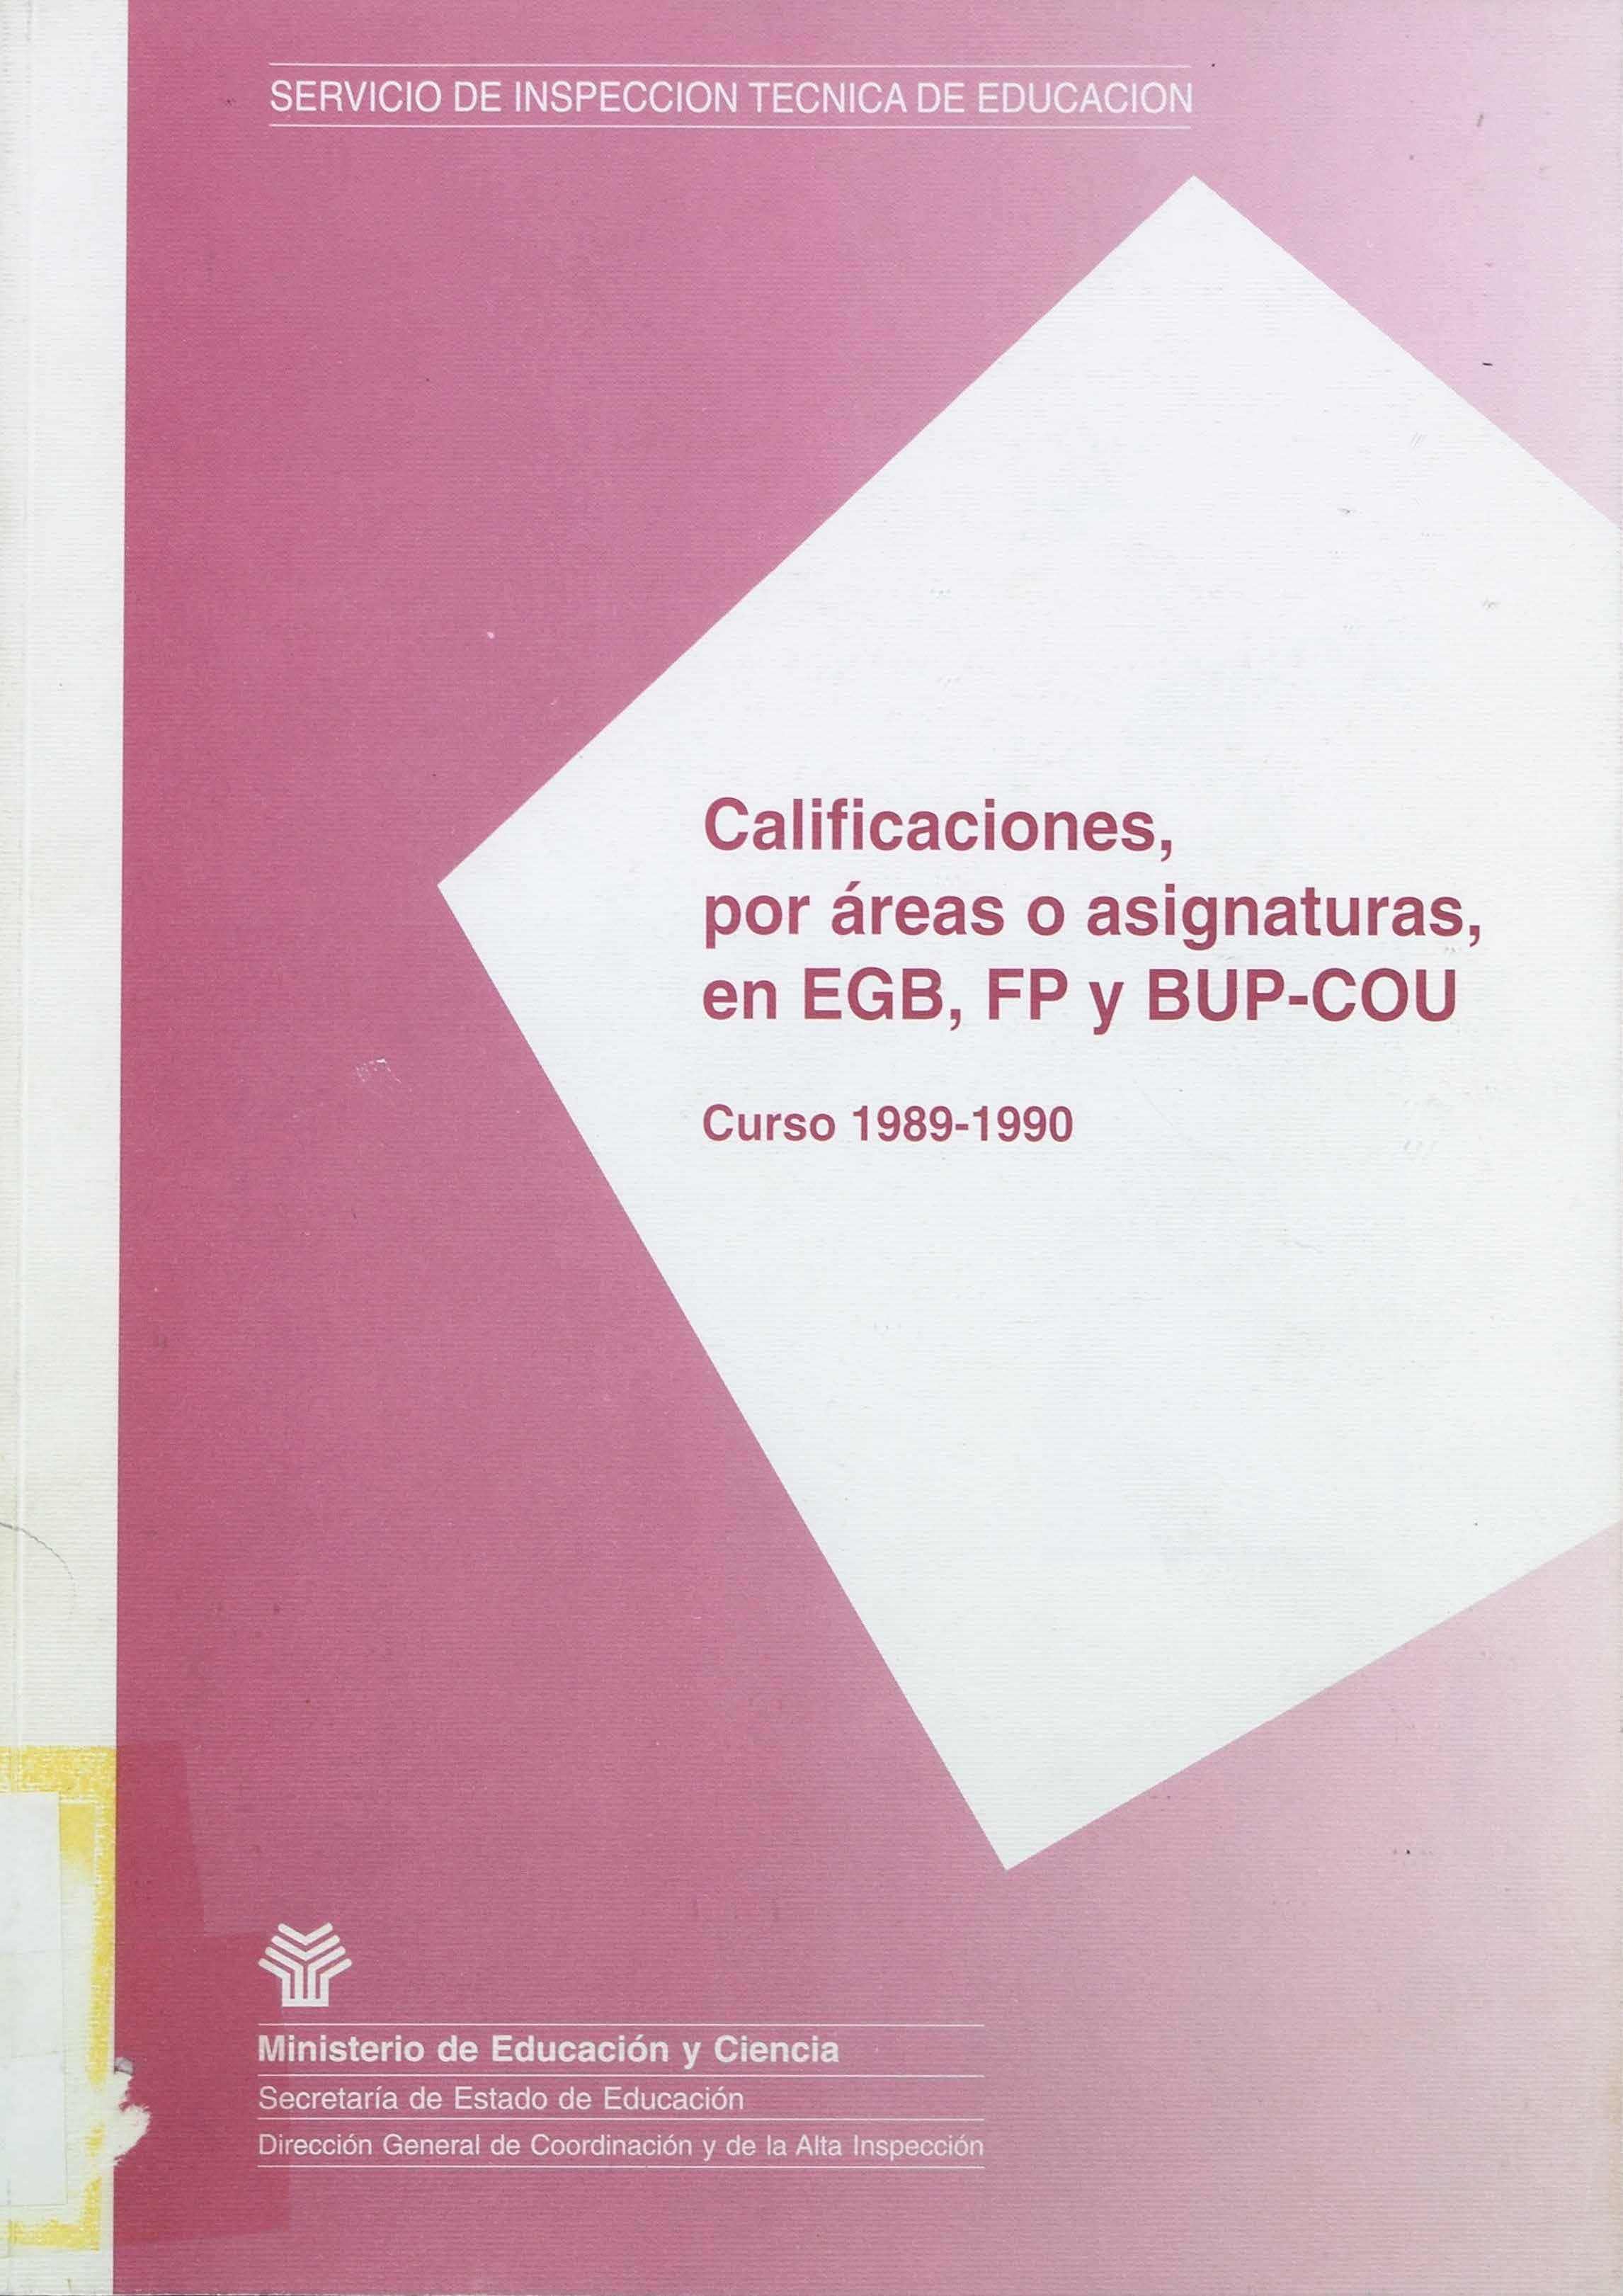 SERVICIO DE INSPECCION TECNICA DE EDUCACION
Calificaciones,
por áreas o asignaturas,
en EGB, FP y BUP-COU
Curso 1989-1990
Ministerio de Educación y Ciencia
Secretaría de Estado de Educación
Dirección General de Coordinación y de la Alta Inspección